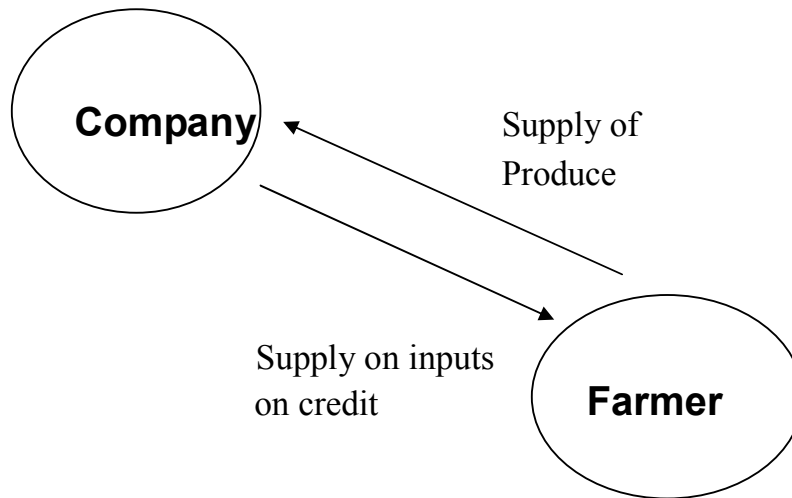 Company
Supply of
Produce
Supply on inputs
on credit
Farmer